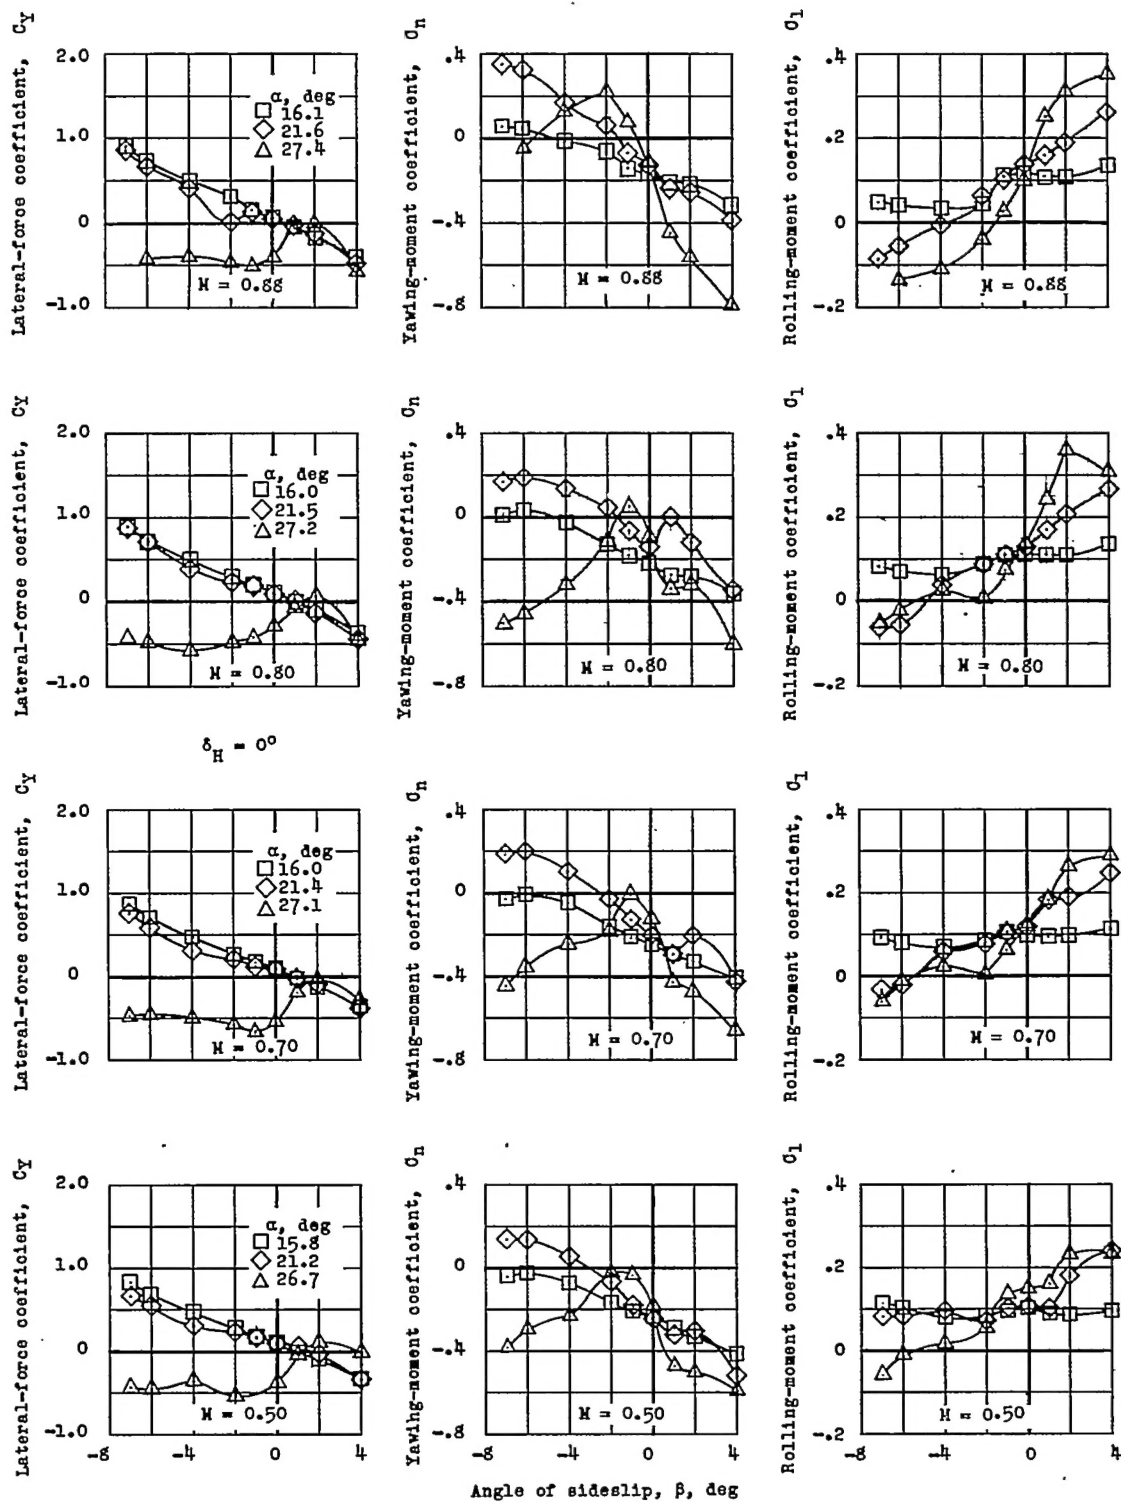 Lateral-force coefficient, CY
2.0
1.0
0
-1.0
α, deg
16.1
21.6
27.4
M = 0.88
Yawing-moment coefficient, Cn
.4
0
-.4
-.8
M = 0.88
Rolling-moment coefficient, Cl
.4
.2
0
-.2
M = 0.88
Lateral-force coefficient, CY
2.0
1.0
0
-1.0
α, deg
16.0
21.5
27.2
M = 0.80
Yawing-moment coefficient, Cn
.4
0
-.4
-.8
M = 0.80
Rolling-moment coefficient, Cl
.4
.2
0
-.2
M = 0.80
δH = 0°
Lateral-force coefficient, CY
2.0
1.0
0
-1.0
α, deg
16.0
21.4
27.1
M = 0.70
Yawing-moment coefficient, Cn
.4
0
-.4
-.8
M = 0.70
Rolling-moment coefficient, Cl
.4
.2
0
-.2
M = 0.70
Lateral-force coefficient, CY
2.0
1.0
0
-1.0
α, deg
15.8
21.2
26.7
M = 0.50
-8 -4 0 4
Yawing-moment coefficient, Cn
.4
0
-.4
-.8
M = 0.50
-8 -4 0 4
Rolling-moment coefficient, Cl
.4
.2
0
-.2
M = 0.50
-8 -4 0 4
Angle of sideslip, β, deg